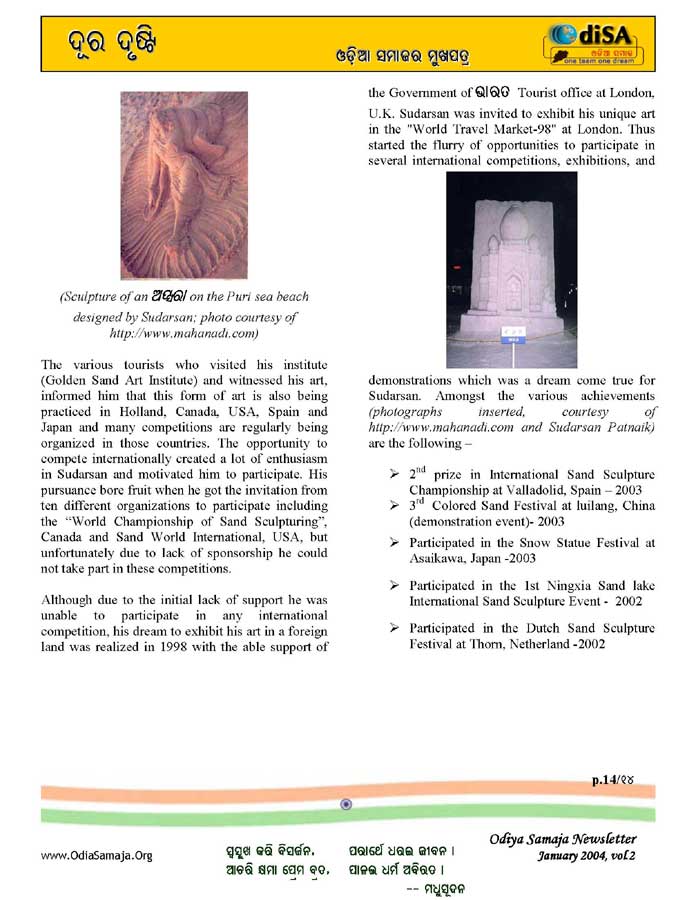 ଦୂର ଦୃଷ୍ଟି
ଓଡ଼ିଆ ସମାଜର ମୁଖପତ୍ର
OdiSA
ଓଡ଼ିଆ ସମାଜ
one team one dream
(Sculpture of an ଅପ୍ସରା on the Puri sea beach
designed by Sudarsan; photo courtesy of
http://www.mahanadi.com)
The various tourists who visited his institute
(Golden Sand Art Institute) and witnessed his art,
informed him that this form of art is also being
practiced in Holland, Canada, USA, Spain and
Japan and many competitions are regularly being
organized in those countries. The opportunity to
compete internationally created a lot of enthusiasm
in Sudarsan and motivated him to participate. His
pursuance bore fruit when he got the invitation from
ten different organizations to participate including
the “World Championship of Sand Sculpturing”,
Canada and Sand World International, USA, but
unfortunately due to lack of sponsorship he could
not take part in these competitions.
Although due to the initial lack of support he was
unable to participate in any international
competition, his dream to exhibit his art in a foreign
land was realized in 1998 with the able support of
the Government of ଭାରତ Tourist office at London,
U.K. Sudarsan was invited to exhibit his unique art
in the "World Travel Market-98" at London. Thus
started the flurry of opportunities to participate in
several international competitions, exhibitions, and
demonstrations which was a dream come true for
Sudarsan. Amongst the various achievements
(photographs inserted, courtesy of
http://www.mahanadi.com and Sudarsan Patnaik)
are the following –
➢ 2nd prize in International Sand Sculpture
Championship at Valladolid, Spain – 2003
➢ 3rd Colored Sand Festival at luilang, China
(demonstration event)- 2003
➢ Participated in the Snow Statue Festival at
Asaikawa, Japan -2003
➢ Participated in the 1st Ningxia Sand lake
International Sand Sculpture Event - 2002
➢ Participated in the Dutch Sand Sculpture
Festival at Thorn, Netherland -2002
p.14/୧୪
www.OdiaSamaja.Org
ସ୍ୱସୁଖ କରି ବିସର୍ଜନ, ପରାର୍ଥେ ଧରଇ ଜୀବନ ।
ଆଚରି କ୍ଷମା ପ୍ରେମ ବ୍ରତ, ପାଳଇ ଧର୍ମ ଅବିରତ ।
-- ମଧୁସୂଦନ
Odiya Samaja Newsletter
January 2004, vol.2